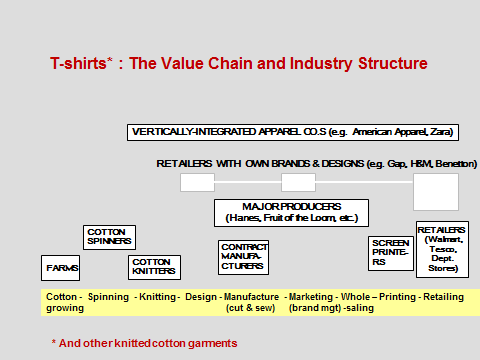 T-shirts* : The Value Chain and Industry Structure
VERTICALLY-INTEGRATED APPAREL CO.S (e.g. American Apparel, Zara)
RETAILERS WITH OWN BRANDS & DESIGNS (e.g. Gap, H&M, Benetton)
MAJOR PRODUCERS
(Hanes, Fruit of the Loom, etc.)
COTTON
SPINNERS
RETAILERS
(Walmart,
Tesco,
Dept.
Stores)
CONTRACT
MANUFA-
CTURERS
SCREEN
PRINTE-
RS
FARMS
COTTON
KNITTERS
Cotton - Spinning - Knitting - Design - Manufacture - Marketing - Whole – Printing - Retailing
growing (cut & sew) (brand mgt) -saling
* And other knitted cotton garments